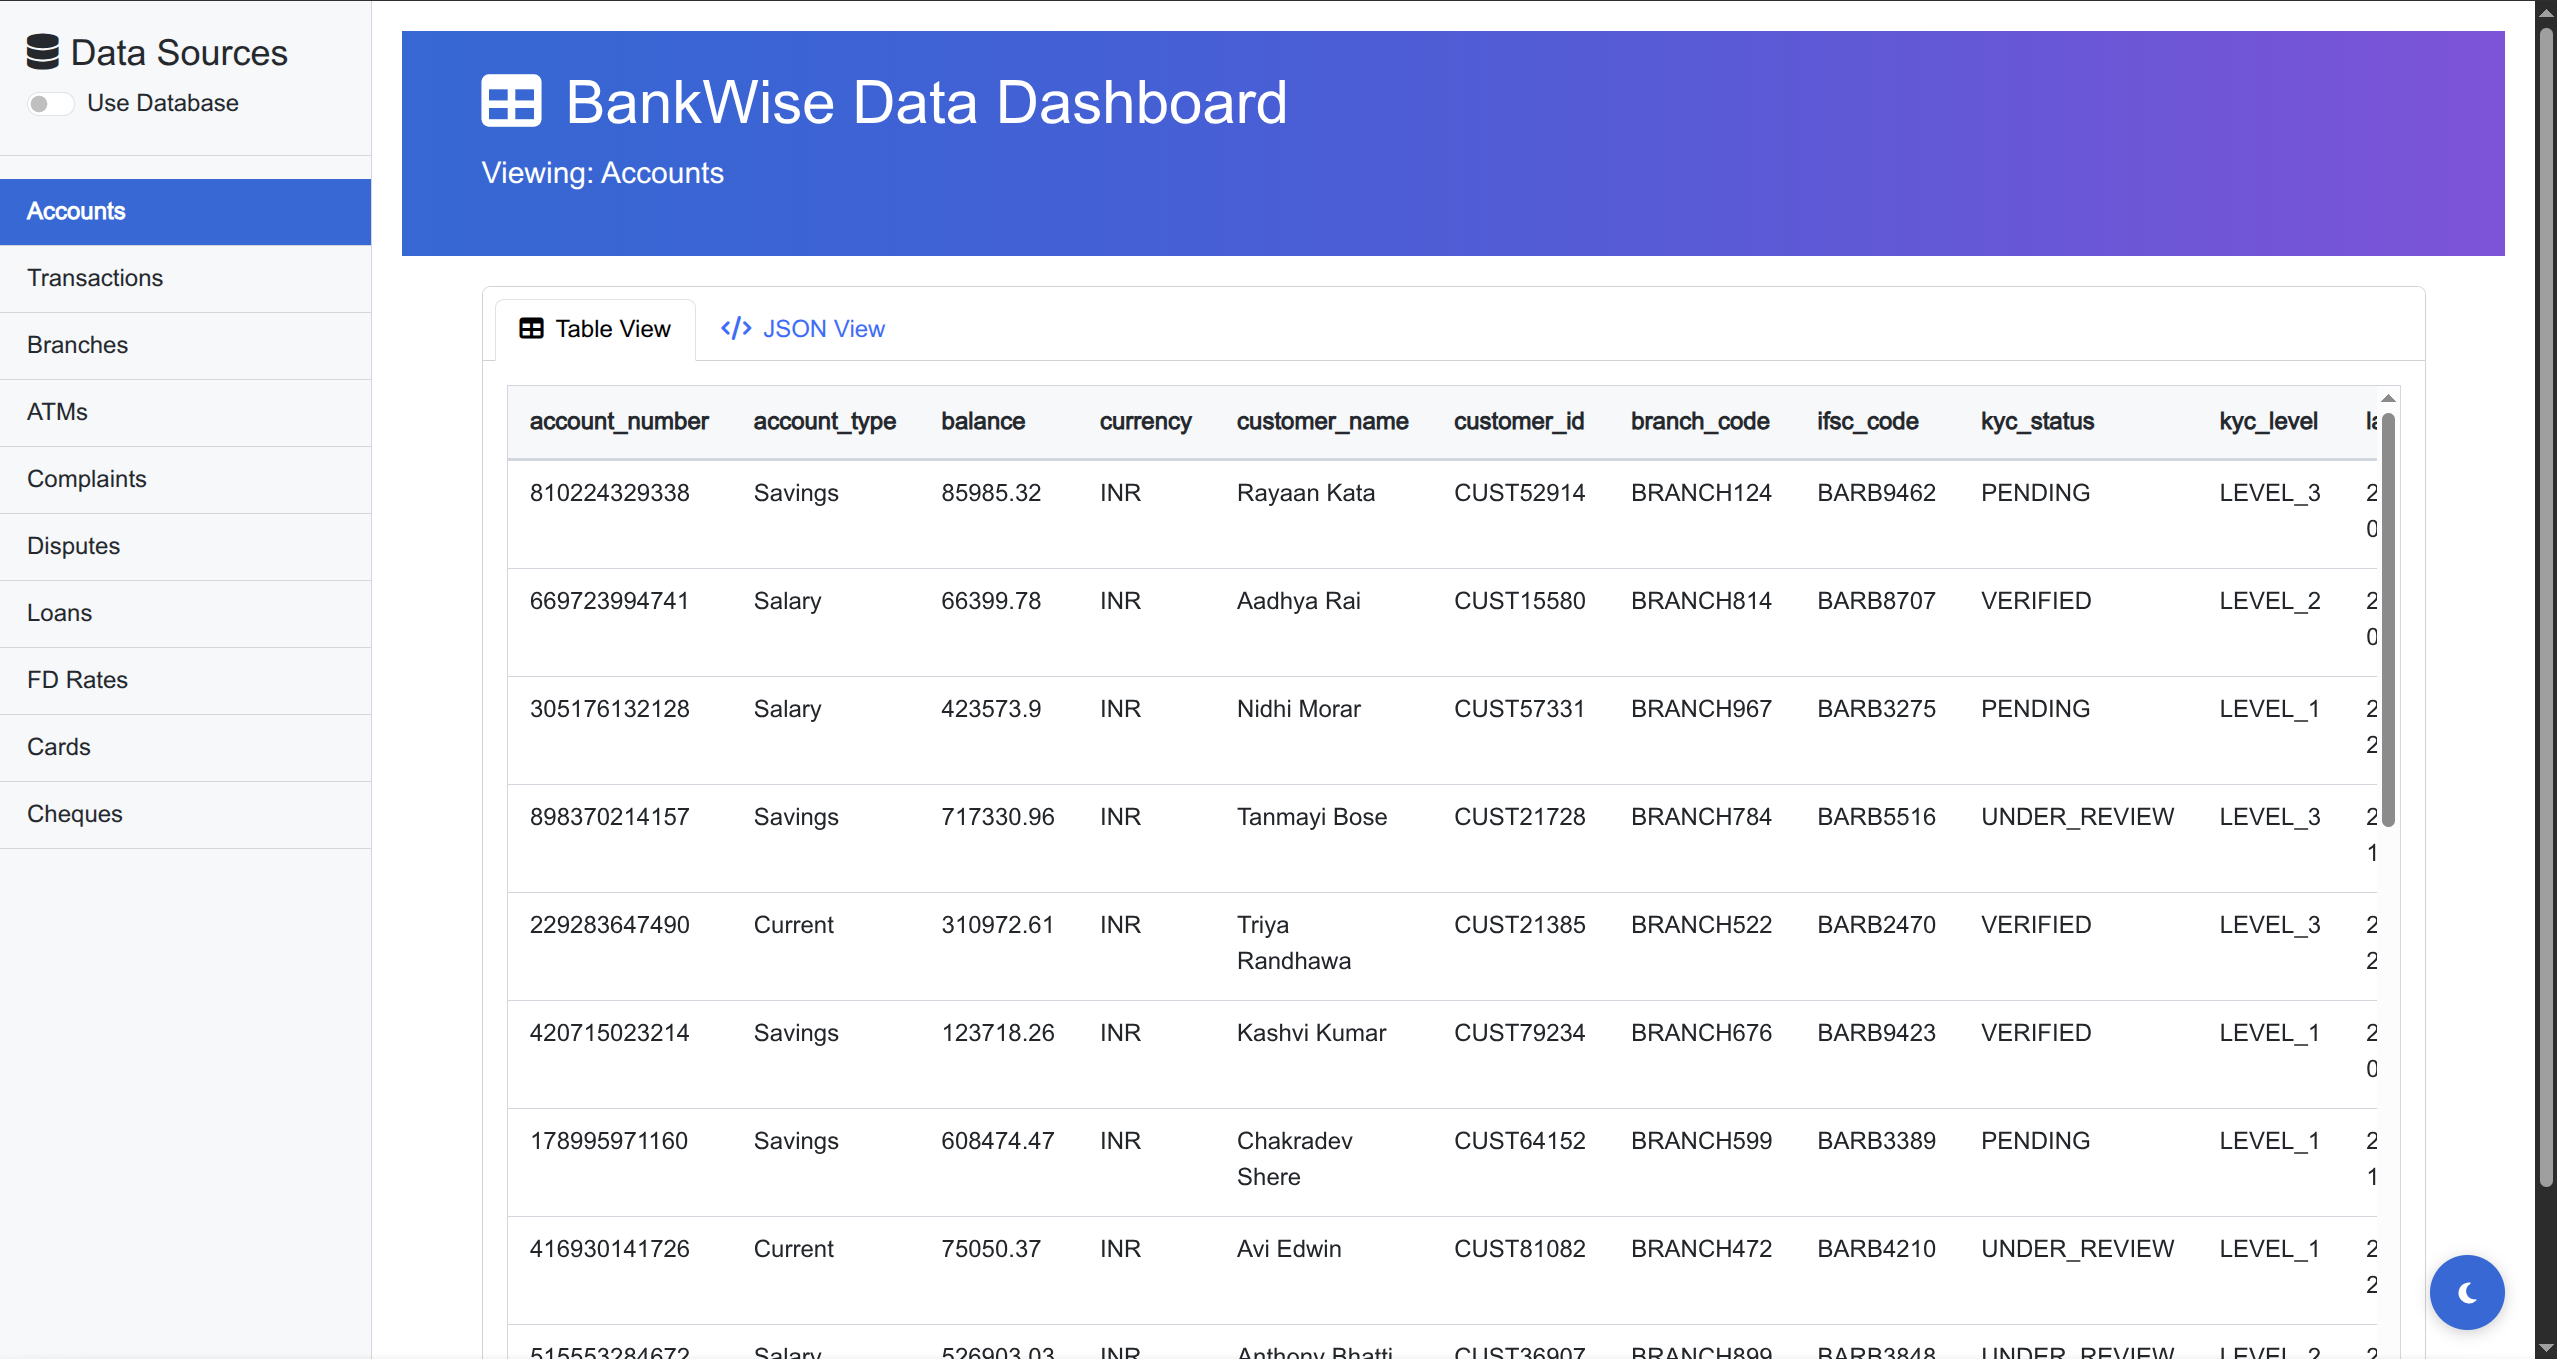 Data Sources
Use Database
Accounts
Transactions
Branches
ATMs
Complaints
Disputes
Loans
FD Rates
Cards
Cheques
BankWise Data Dashboard
Viewing: Accounts
Table View </> JSON View
account_number account_type balance currency customer_name customer_id branch_code ifsc_code kyc_status kyc_level
810224329338 Savings 85985.32 INR Rayaan Kata CUST52914 BRANCH124 BARB9462 PENDING LEVEL_3 2
0
669723994741 Salary 66399.78 INR Aadhya Rai CUST15580 BRANCH814 BARB8707 VERIFIED LEVEL_2 2
0
305176132128 Salary 423573.9 INR Nidhi Morar CUST57331 BRANCH967 BARB3275 PENDING LEVEL_1 2
2
898370214157 Savings 717330.96 INR Tanmayi Bose CUST21728 BRANCH784 BARB5516 UNDER_REVIEW LEVEL_3 2
1
229283647490 Current 310972.61 INR Triya CUST21385 BRANCH522 BARB2470 VERIFIED LEVEL_3 2
Randhawa 2
420715023214 Savings 123718.26 INR Kashvi Kumar CUST79234 BRANCH676 BARB9423 VERIFIED LEVEL_1 2
0
178995971160 Savings 608474.47 INR Chakradev CUST64152 BRANCH599 BARB3389 PENDING LEVEL_1 2
Shere 1
416930141726 Current 75050.37 INR Avi Edwin CUST81082 BRANCH472 BARB4210 UNDER_REVIEW LEVEL_1 2
2
515553284672 Salary 526903.03 INR Anthony Bhatti CUST36907 BRANCH899 BARB3848 UNDER_REVIEW LEVEL_2